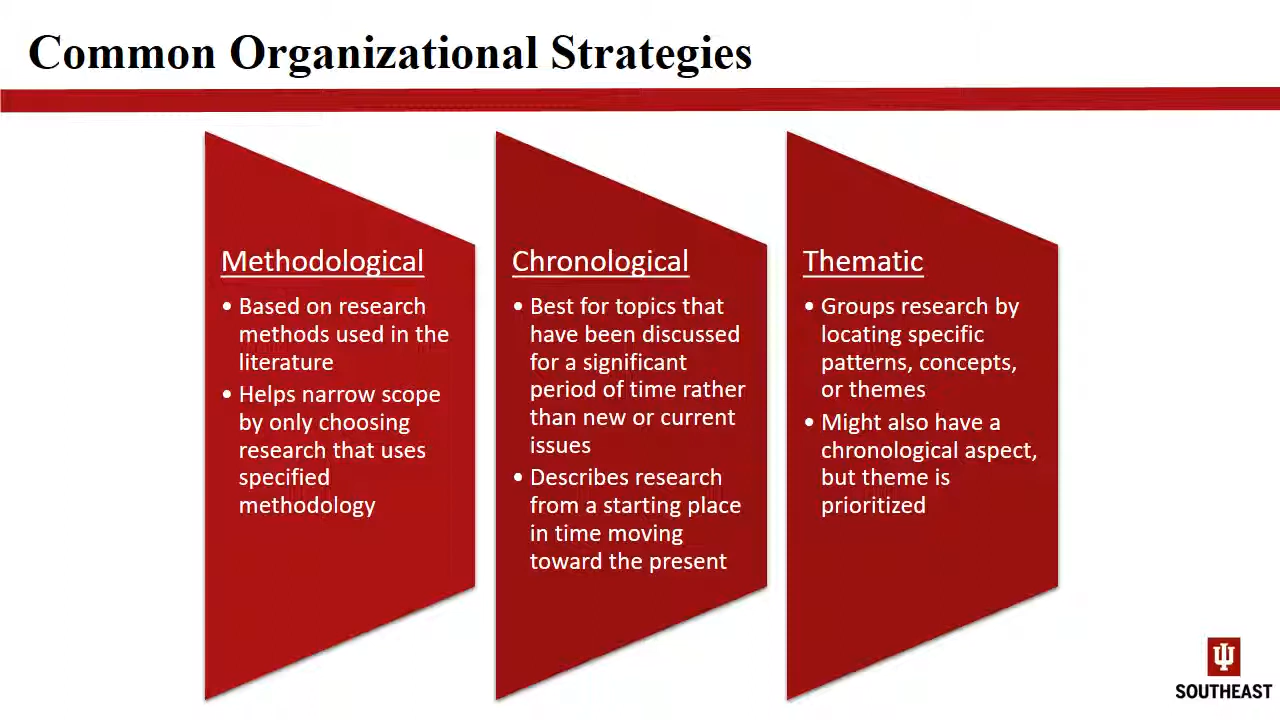 Common Organizational Strategies
Methodological
• Based on research
methods used in the
literature
• Helps narrow scope
by only choosing
research that uses
specified
methodology
Chronological
• Best for topics that
have been discussed
for a significant
period of time rather
than new or current
issues
• Describes research
from a starting place
in time moving
toward the present
Thematic
• Groups research by
locating specific
patterns, concepts,
or themes
• Might also have a
chronological aspect,
but theme is
prioritized
SOUTHEAST